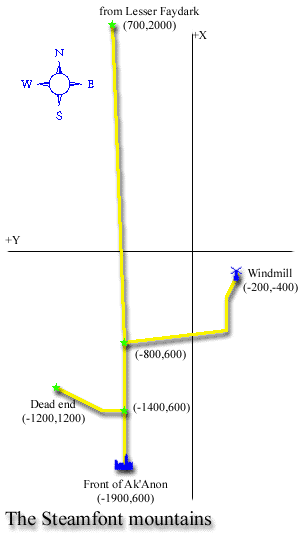 from Lesser Faydark
(700,2000)
+X
N
W
E
S
+Y
Windmill
(-200,-400)
(-800,600)
Dead end
(-1200,1200)
(-1400,600)
Front of Ak'Anon
(-1900,600)
The Steamfont mountains